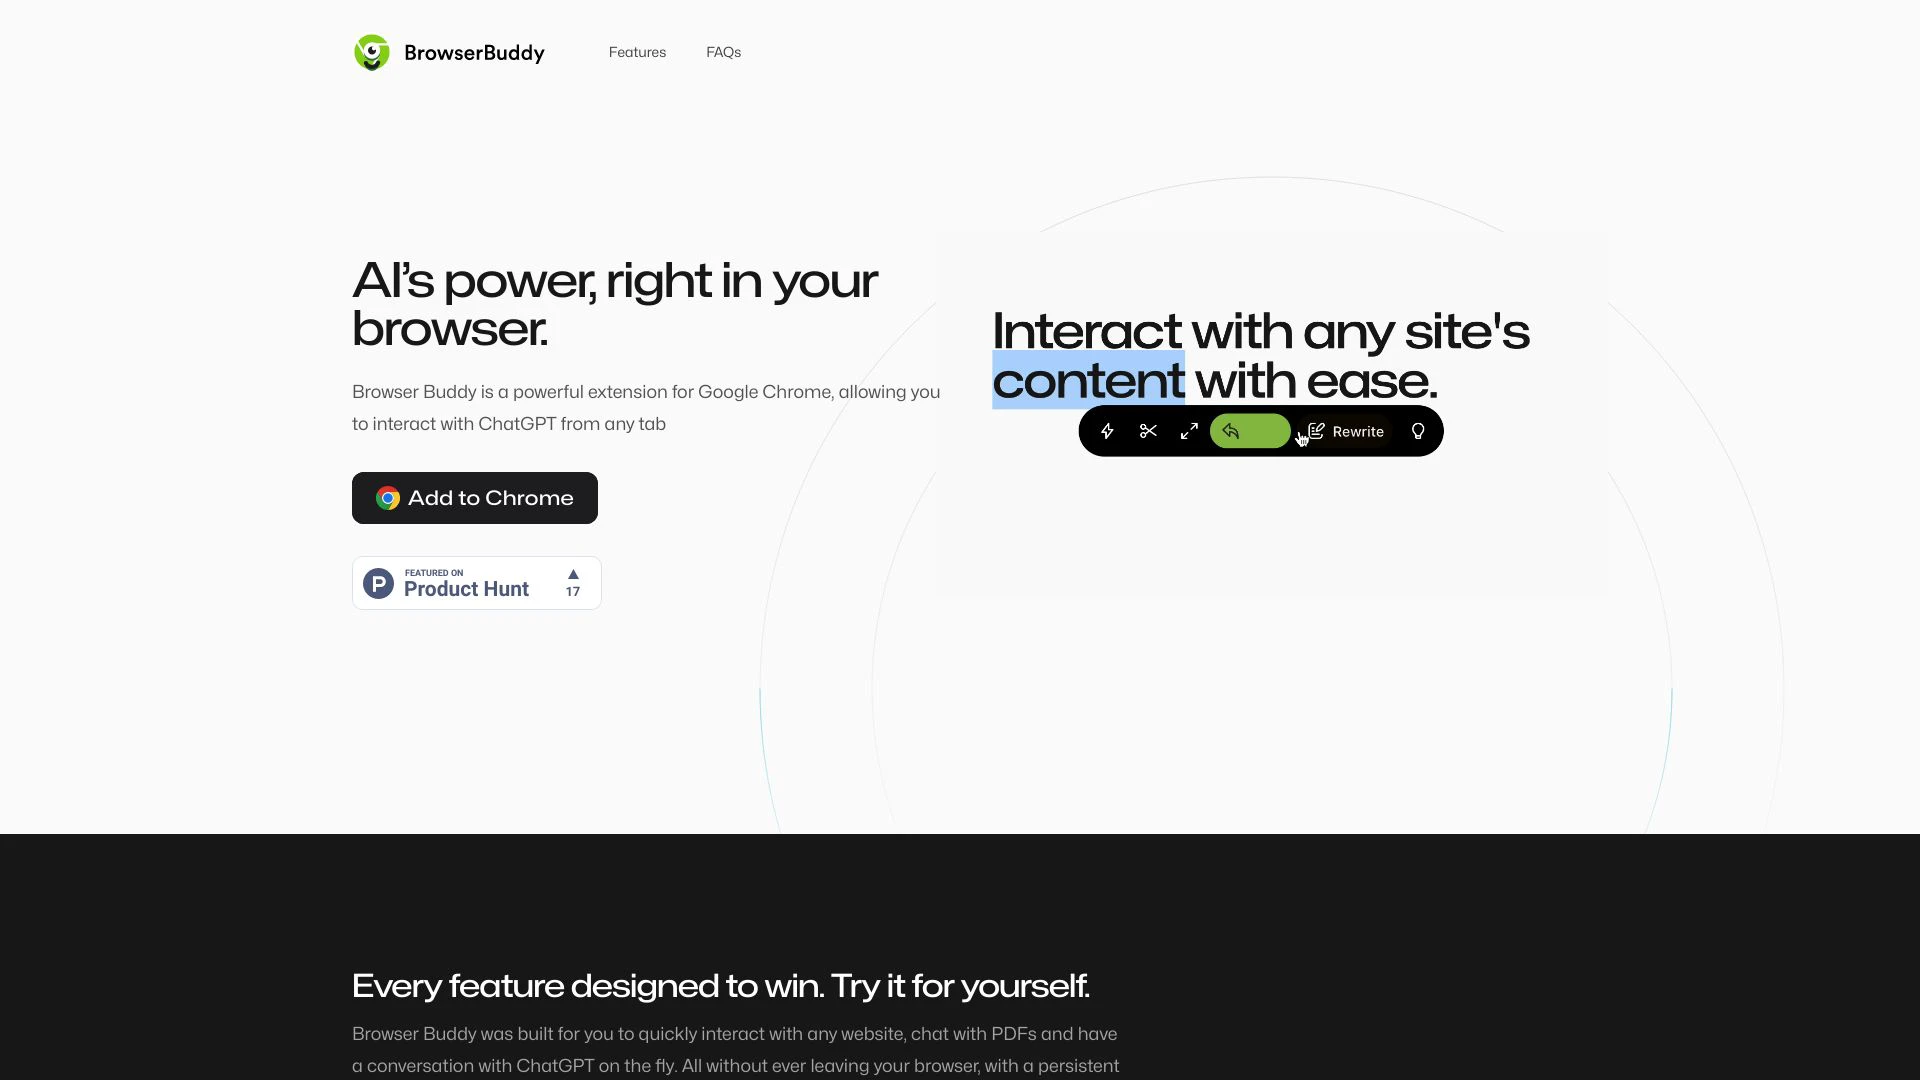 BrowserBuddy
Features
FAQs
AI’s power, right in your
browser.
Browser Buddy is a powerful extension for Google Chrome, allowing you
to interact with ChatGPT from any tab
Add to Chrome
P
FEATURED ON
Product Hunt
17
Interact with any site's
content with ease.
Rewrite
Every feature designed to win. Try it for yourself.
Browser Buddy was built for you to quickly interact with any website, chat with PDFs and have
a conversation with ChatGPT on the fly. All without ever leaving your browser, with a persistent